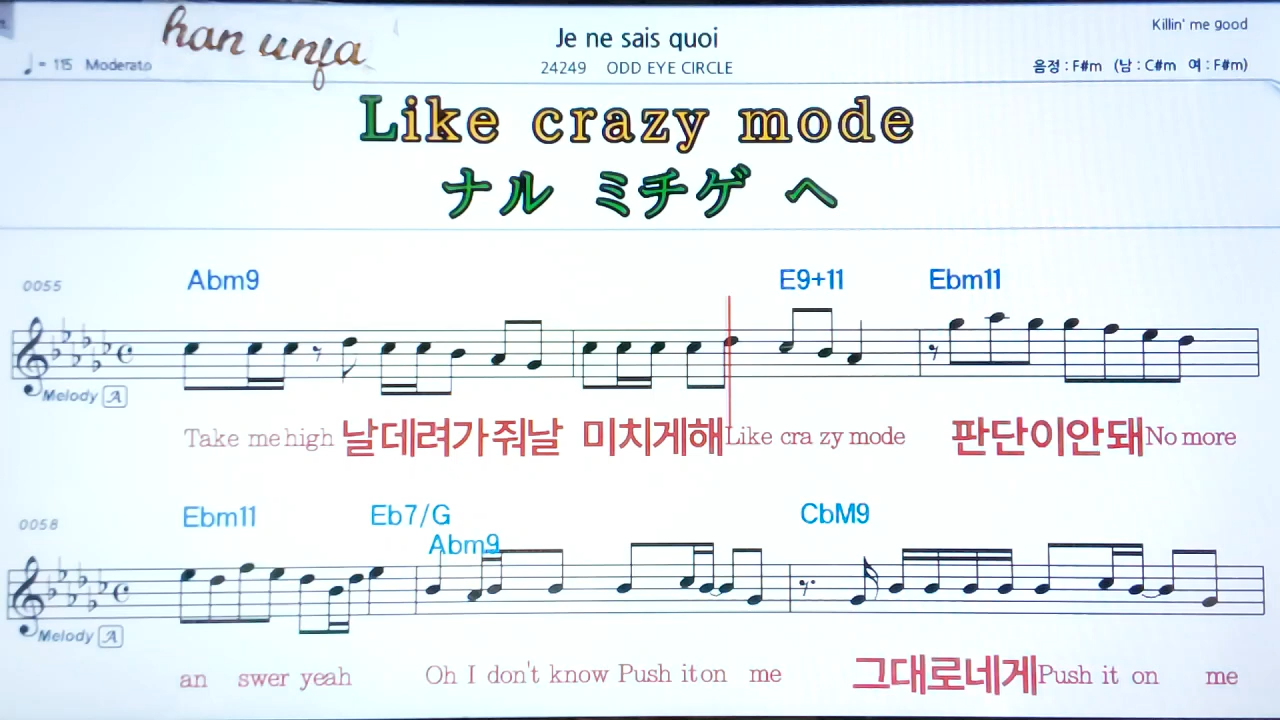 han unja
Je ne sais quoi
Killin' me good
♩ = 115 Moderato
24249 ODD EYE CIRCLE
음정 : F#m (남 : C#m 여 : F#m)
Like crazy mode
ナル ミチゲ ヘ
0055
Abm9 E9+11 Ebm11
Melody A
Take me high 날데려가줘날 미치게해 Like cra zy mode 판단이안돼 No more
0058
Ebm11 Eb7/G CbM9
Abm9
Melody A
an swer yeah Oh I don't know Push it on me 그대로네게 Push it on me